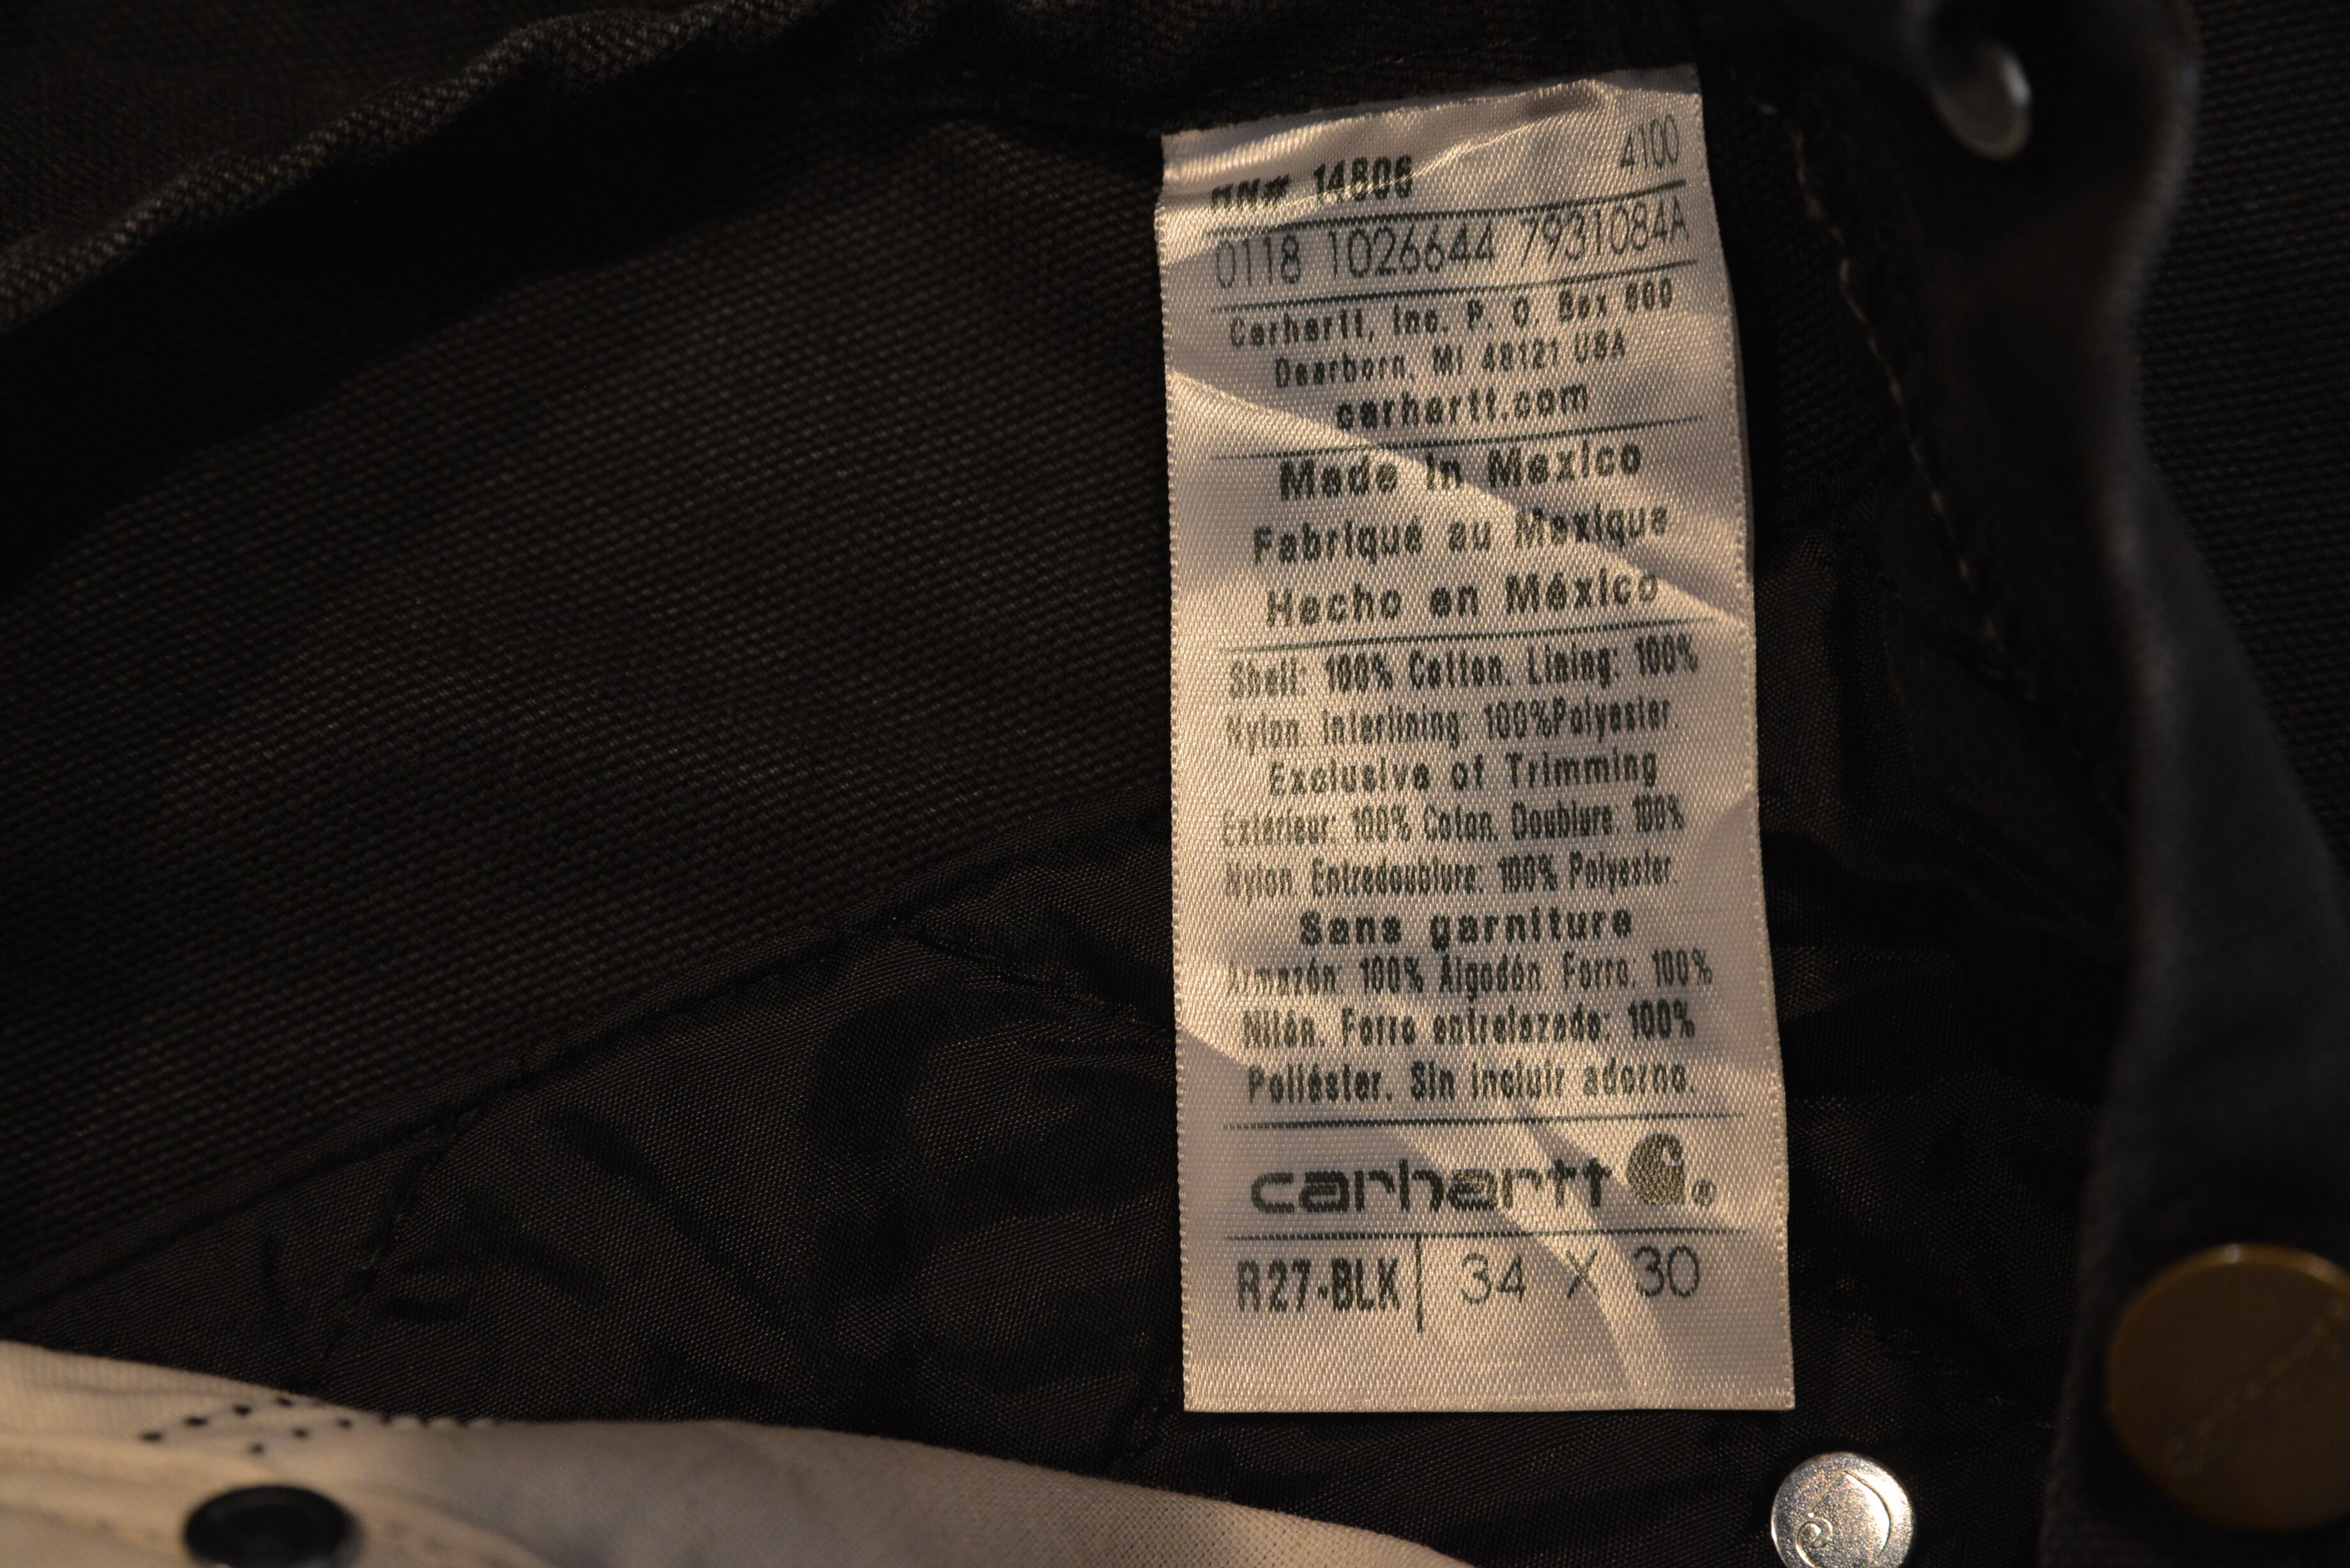 RN# 14806 4100
0118 1026644 7931084A
Carhartt, Inc. P. O. Box 600
Dearborn, MI 48121 USA
carhartt.com
Made in Mexico
Fabriqué au Mexique
Hecho en México
Shell: 100% Cotton. Lining: 100%
Nylon. Interlining: 100%Polyester
Exclusive of Trimming
Extérieur: 100% Coton. Doublure: 100%
Nylon. Entredoublure: 100% Polyester.
Sans garniture
Armazón: 100% Algodón. Forro: 100%
Nilón. Forro entrelazado: 100%
Poliéster. Sin incluir adorno.
carhartt ®
R27-BLK 34 X 30